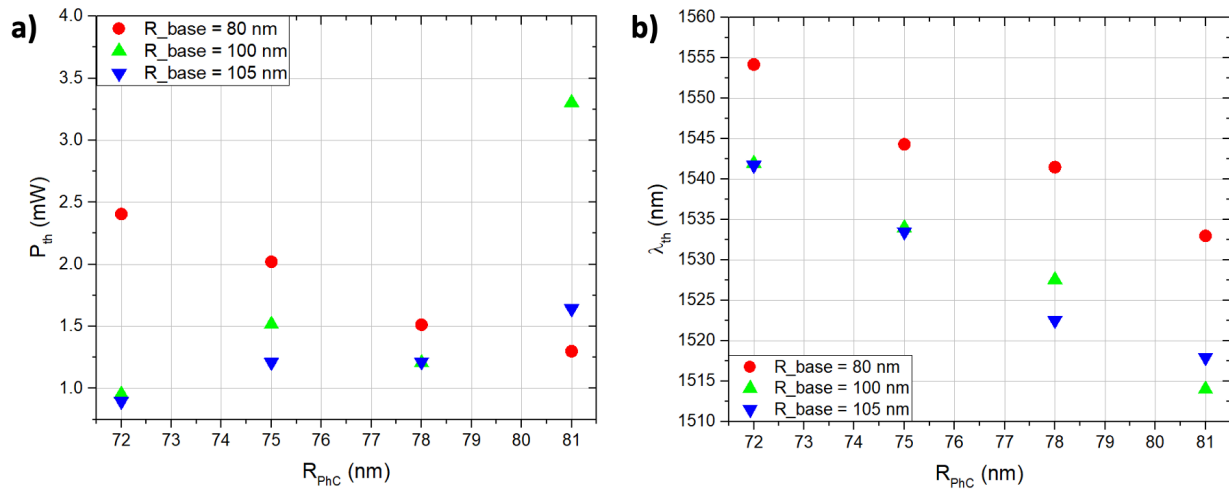 a)
R_base = 80 nm
R_base = 100 nm
R_base = 105 nm
4.0
3.5
3.0
2.5
2.0
1.5
1.0
P_th (mW)
72 73 74 75 76 77 78 79 80 81
R_PhC (nm)
b)
1560
1555
1550
1545
1540
1535
1530
1525
1520
1515
1510
λ_th (nm)
R_base = 80 nm
R_base = 100 nm
R_base = 105 nm
72 73 74 75 76 77 78 79 80 81
R_PhC (nm)